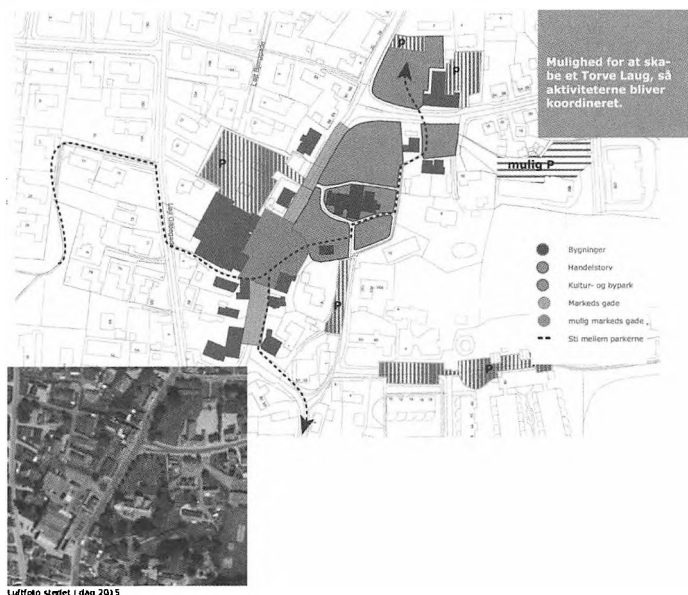 Mulighed for at ska-
be et Torve Laug, så
aktiviteterne bliver
koordineret.
P
P
P
mulig P
P
P
Bygninger
Handelstorv
Kultur- og bypark
Markeds gade
mulig markeds gade
Sti mellem parkerne
Luftfoto stedet i dag 2015